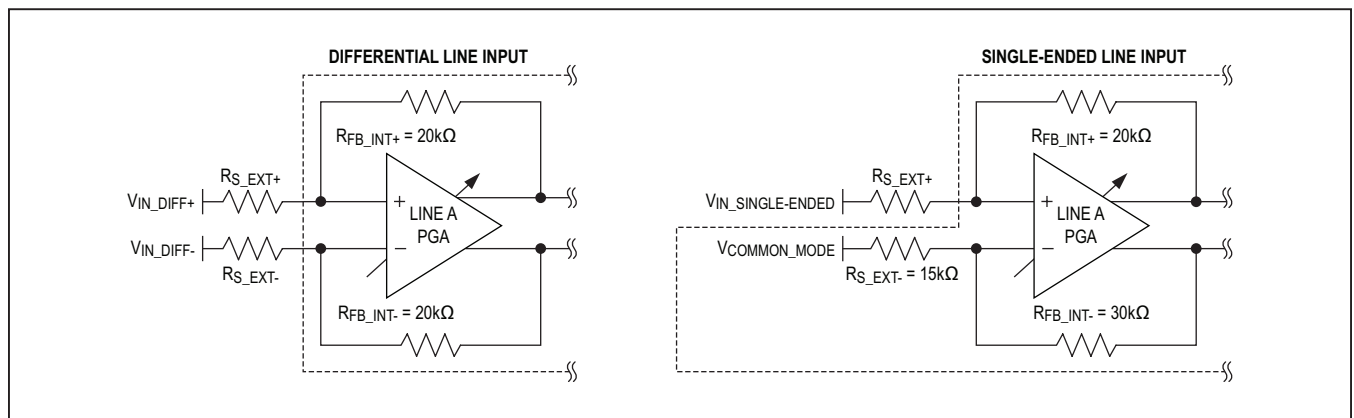 DIFFERENTIAL LINE INPUT
RFB_INT+ = 20kΩ
RS_EXT+
VIN_DIFF+
+
LINE A
PGA
VIN_DIFF-
−
RS_EXT-
RFB_INT- = 20kΩ
SINGLE-ENDED LINE INPUT
RFB_INT+ = 20kΩ
RS_EXT+
VIN_SINGLE-ENDED
+
LINE A
PGA
VCOMMON_MODE
−
RS_EXT- = 15kΩ
RFB_INT- = 30kΩ